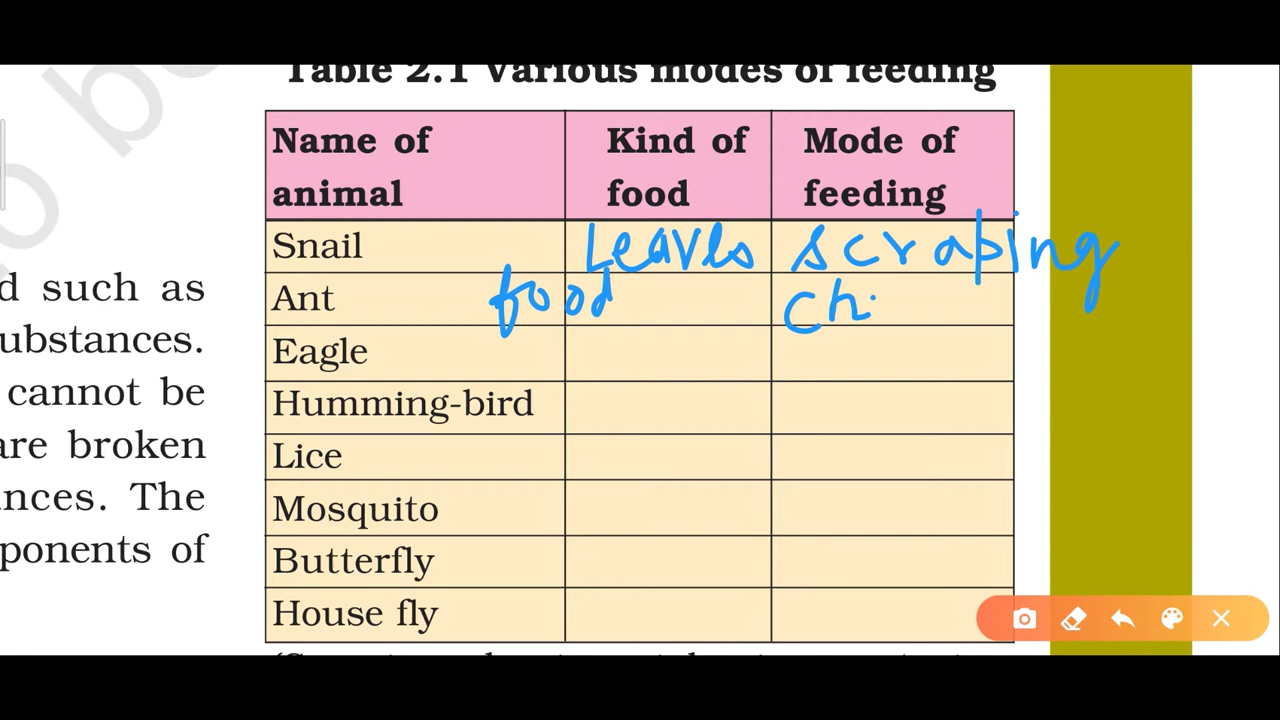 Table 2.1 Various modes of feeding
Name of animal Kind of food Mode of feeding
Snail Leaves scraping
Ant food ch
Eagle
Humming-bird
Lice
Mosquito
Butterfly
House fly
d such as
ubstances.
cannot be
are broken
nces. The
ponents of